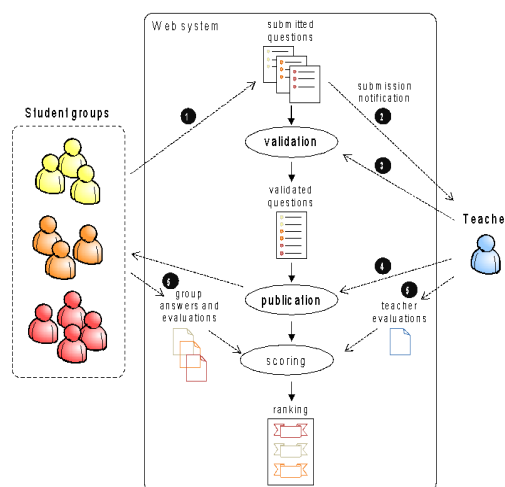 Web system
submitted
questions
1
submission
notification
2
Student groups
validation
3
validated
questions
Teache
4
5
group
answers and
evaluations
publication
teacher
evaluations
scoring
ranking